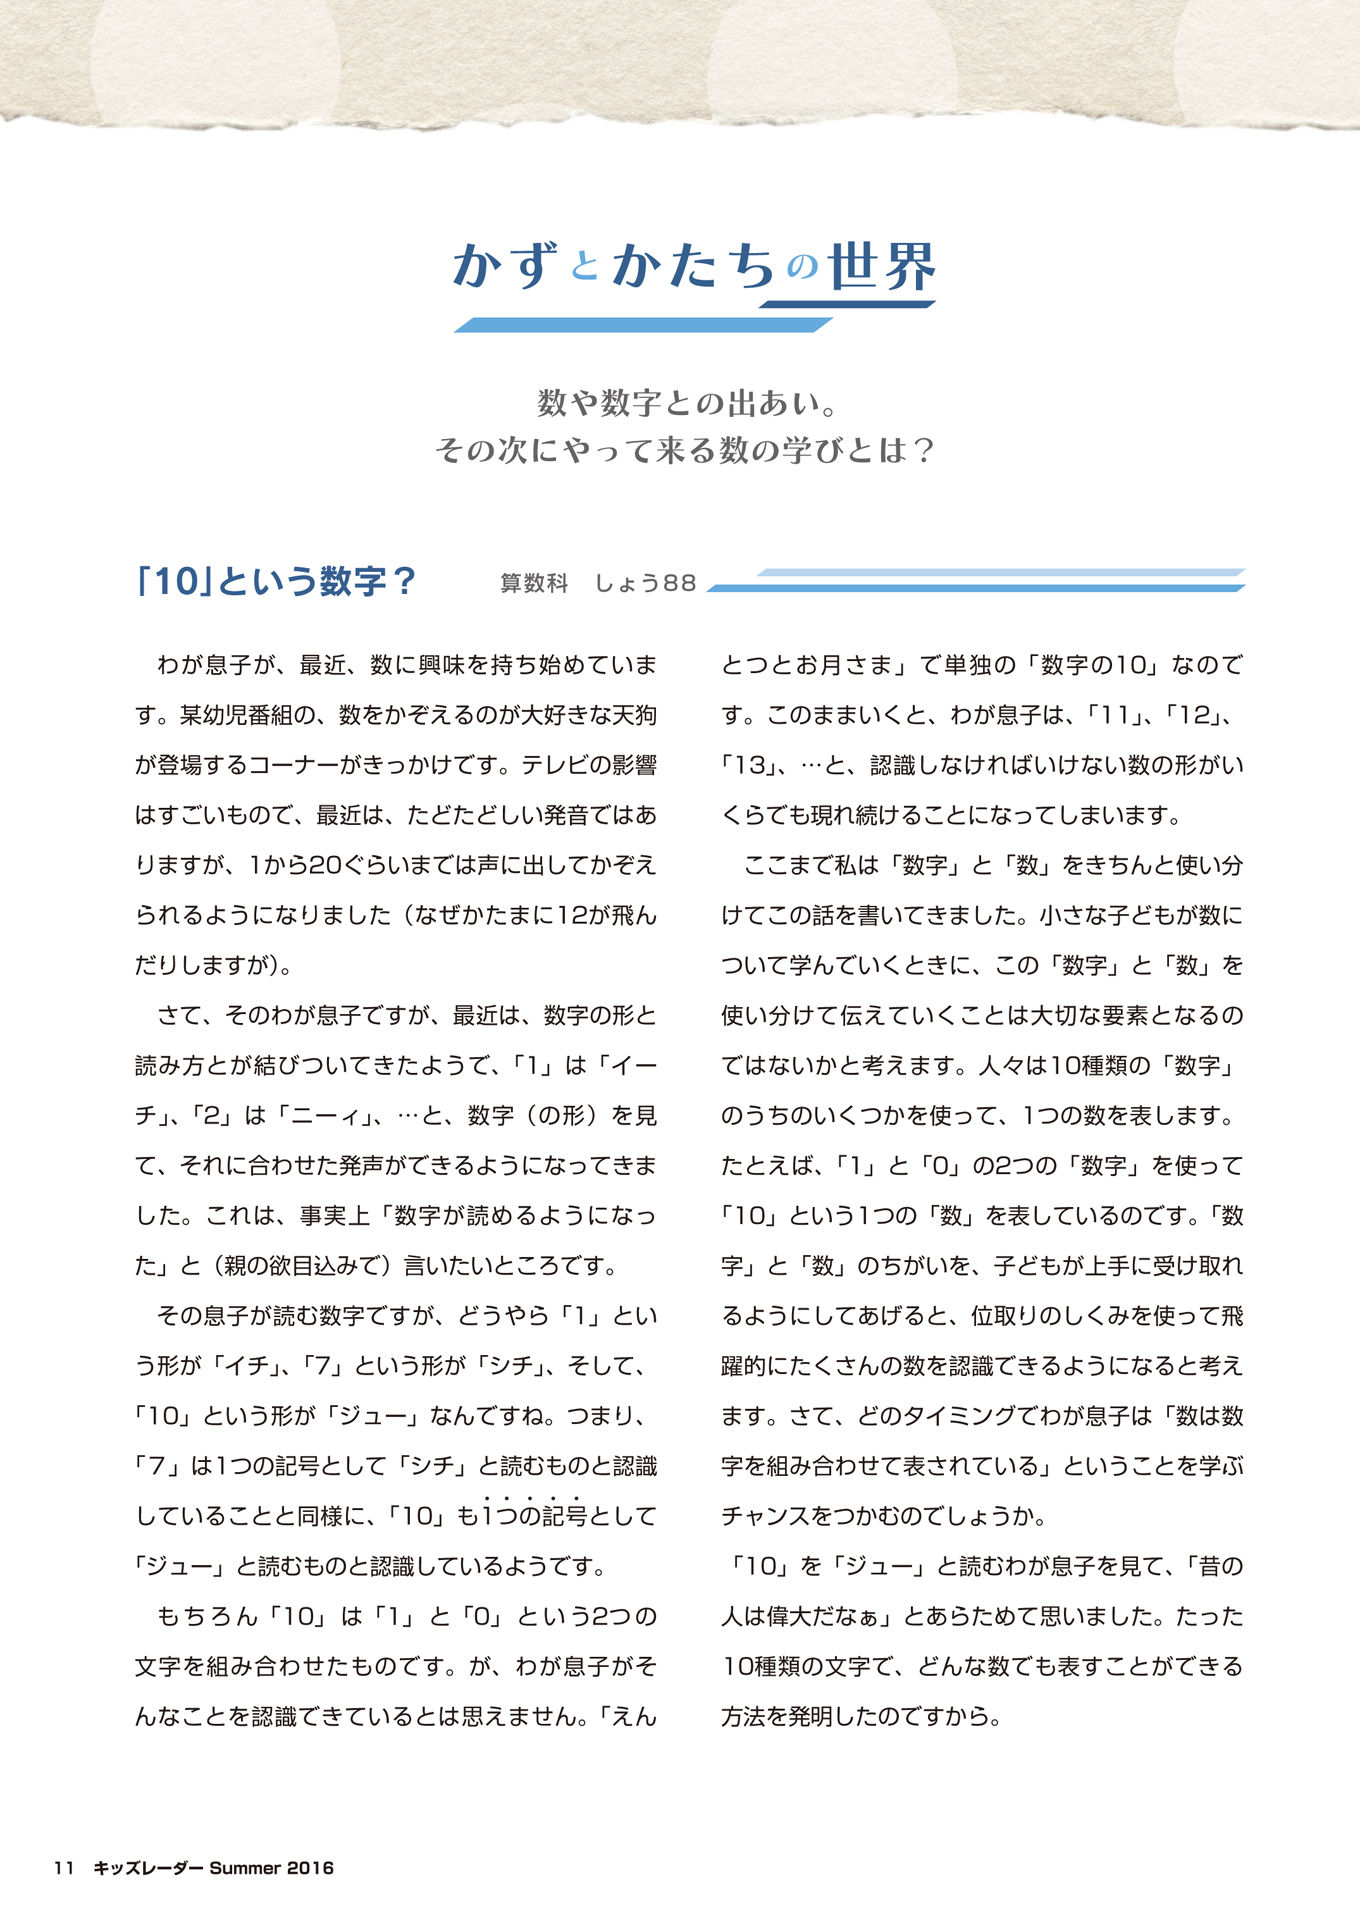 かずとかたちの世界
数や数字との出あい。
その次にやって来る数の学びとは？
「10」という数字？　算数科　しょう88
　わが息子が、最近、数に興味を持ち始めていま
す。某幼児番組の、数をかぞえるのが大好きな天狗
が登場するコーナーがきっかけです。テレビの影響
はすごいもので、最近は、たどたどしい発音ではあ
りますが、1から20ぐらいまでは声に出してかぞえ
られるようになりました（なぜかたまに12が飛ん
だりしますが）。
　さて、そのわが息子ですが、最近は、数字の形と
読み方とが結びついてきたようで、「1」は「イー
チ」、「2」は「ニーィ」、…と、数字（の形）を見
て、それに合わせた発声ができるようになってきま
した。これは、事実上「数字が読めるようになっ
た」と（親の欲目込みで）言いたいところです。
　その息子が読む数字ですが、どうやら「1」とい
う形が「イチ」、「7」という形が「シチ」、そして、
「10」という形が「ジュー」なんですね。つまり、
「７」は1つの記号として「シチ」と読むものと認識
していることと同様に、「10」も1つの記号として
「ジュー」と読むものと認識しているようです。
　もちろん「10」は「1」と「0」という2つの
文字を組み合わせたものです。が、わが息子がそ
んなことを認識できているとは思えません。「えん
とつとお月さま」で単独の「数字の10」なので
す。このままいくと、わが息子は、「11」、「12」、
「13」、…と、認識しなければいけない数の形がい
くらでも現れ続けることになってしまいます。
　ここまで私は「数字」と「数」をきちんと使い分
けてこの話を書いてきました。小さな子どもが数に
ついて学んでいくときに、この「数字」と「数」を
使い分けて伝えていくことは大切な要素となるの
ではないかと考えます。人々は10種類の「数字」
のうちのいくつかを使って、1つの数を表します。
たとえば、「1」と「0」の2つの「数字」を使って
「10」という1つの「数」を表しているのです。「数
字」と「数」のちがいを、子どもが上手に受け取れ
るようにしてあげると、位取りのしくみを使って飛
躍的にたくさんの数を認識できるようになると考え
ます。さて、どのタイミングでわが息子は「数は数
字を組み合わせて表されている」ということを学ぶ
チャンスをつかむのでしょうか。
「10」を「ジュー」と読むわが息子を見て、「昔の
人は偉大だなぁ」とあらためて思いました。たった
10種類の文字で、どんな数でも表すことができる
方法を発明したのですから。
11　キッズレーダー Summer 2016